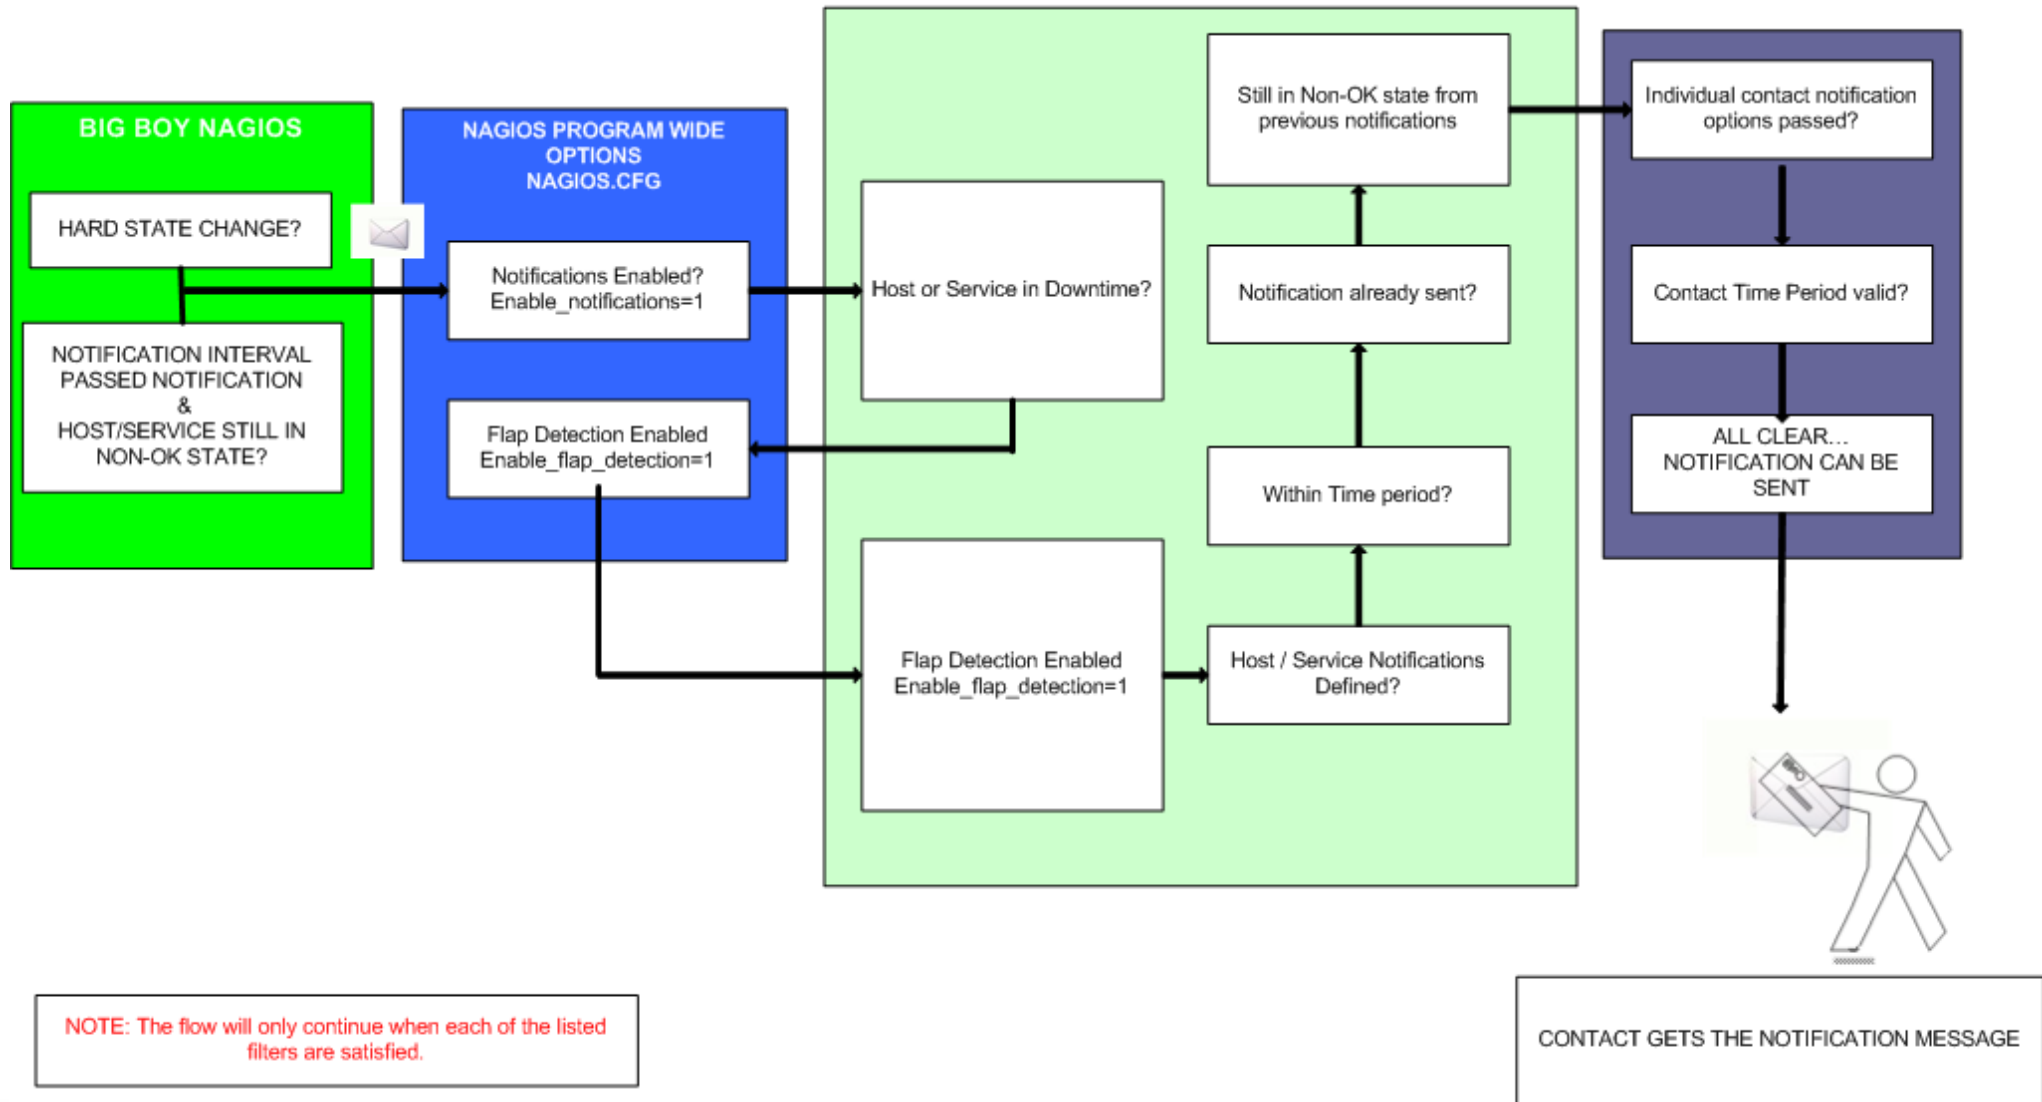 BIG BOY NAGIOS
HARD STATE CHANGE?
NOTIFICATION INTERVAL
PASSED NOTIFICATION
&
HOST/SERVICE STILL IN
NON-OK STATE?
NAGIOS PROGRAM WIDE
OPTIONS
NAGIOS.CFG
Notifications Enabled?
Enable_notifications=1
Flap Detection Enabled
Enable_flap_detection=1
Host or Service in Downtime?
Flap Detection Enabled
Enable_flap_detection=1
Still in Non-OK state from
previous notifications
Notification already sent?
Within Time period?
Host / Service Notifications
Defined?
Individual contact notification
options passed?
Contact Time Period valid?
ALL CLEAR...
NOTIFICATION CAN BE
SENT
NOTE: The flow will only continue when each of the listed
filters are satisfied.
CONTACT GETS THE NOTIFICATION MESSAGE